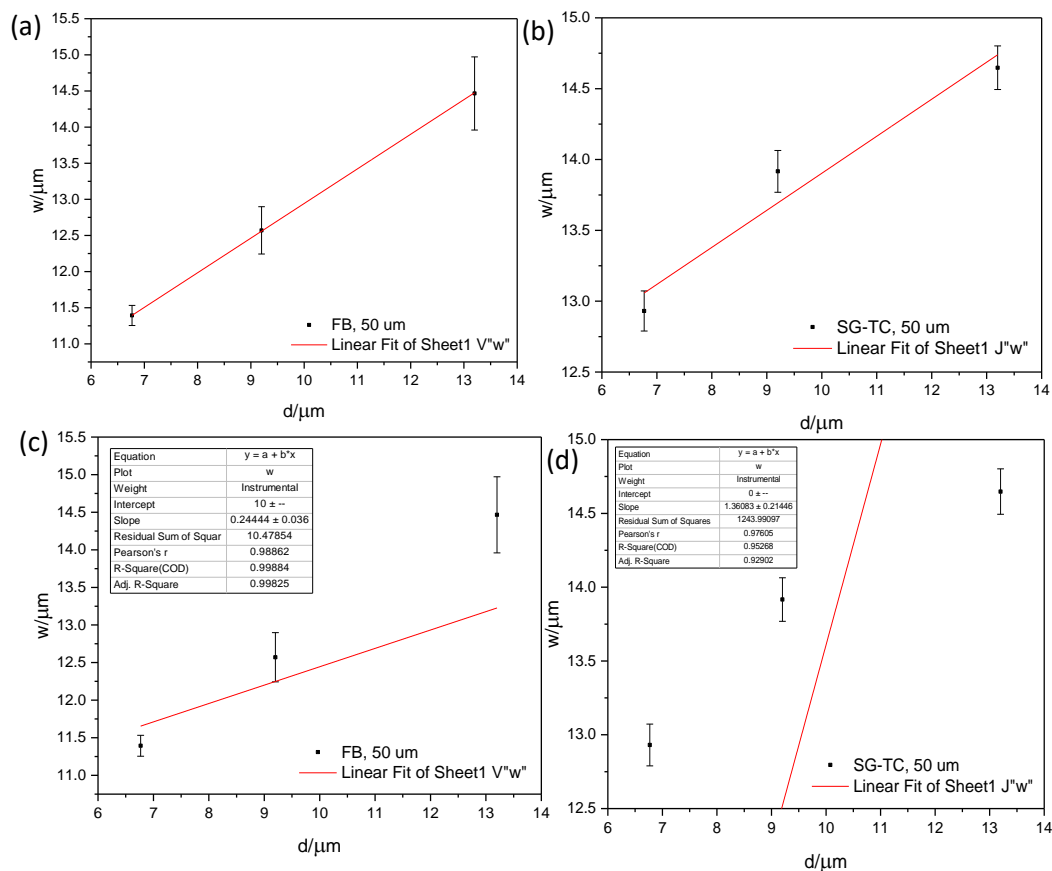 (a)
15.5
15.0
14.5
14.0
13.5
13.0
12.5
12.0
11.5
11.0
w/μm
FB, 50 um
Linear Fit of Sheet1 V"w"
6 7 8 9 10 11 12 13 14
d/μm
(b)
15.0
14.5
14.0
13.5
13.0
12.5
w/μm
SG-TC, 50 um
Linear Fit of Sheet1 J"w"
6 7 8 9 10 11 12 13 14
d/μm
(c)
15.5
15.0
14.5
14.0
13.5
13.0
12.5
12.0
11.5
11.0
w/μm
Equation y = a + b*x
Plot w
Weight Instrumental
Intercept 10 ± --
Slope 0.24444 ± 0.036
Residual Sum of Squar 10.47854
Pearson's r 0.98862
R-Square(COD) 0.99884
Adj. R-Square 0.99825
FB, 50 um
Linear Fit of Sheet1 V"w"
6 7 8 9 10 11 12 13 14
d/μm
(d)
15.0
14.5
14.0
13.5
13.0
12.5
w/μm
Equation y = a + b*x
Plot w
Weight Instrumental
Intercept 0 ± --
Slope 1.36083 ± 0.21446
Residual Sum of Squares 1243.99097
Pearson's r 0.97605
R-Square(COD) 0.95268
Adj. R-Square 0.92902
SG-TC, 50 um
Linear Fit of Sheet1 J"w"
6 7 8 9 10 11 12 13 14
d/μm